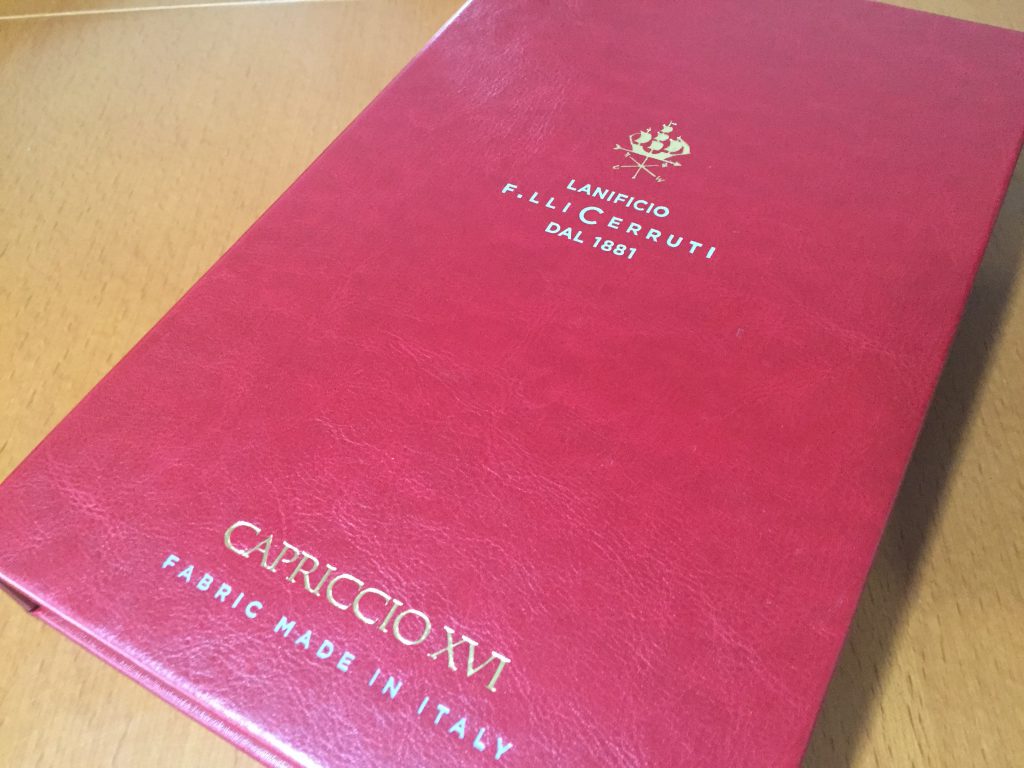 LANIFICIO
F.LLI CERRUTI
DAL 1881
CAPRICCIO XVI
FABRIC MADE IN ITALY